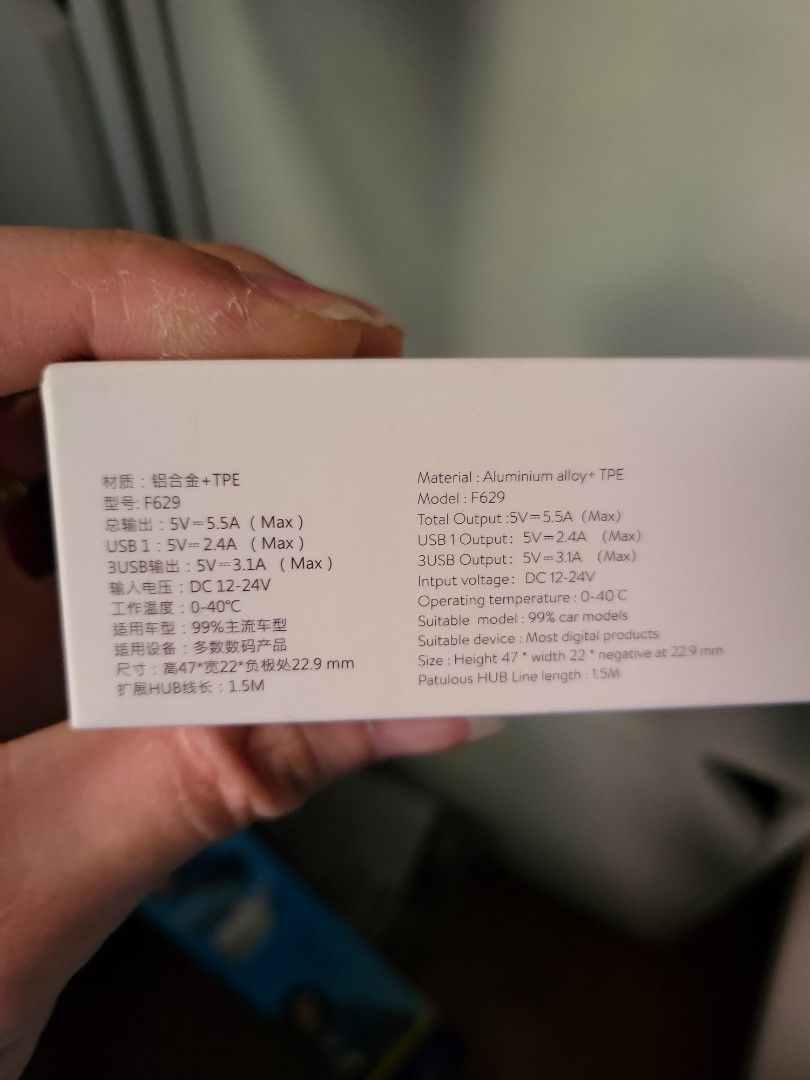 材质：铝合金+TPE
型号: F629
总输出：5V⎓5.5A（Max）
USB 1：5V⎓2.4A （Max）
3USB输出：5V⎓3.1A （Max）
输入电压：DC 12-24V
工作温度：0-40℃
适用车型：99%主流车型
适用设备：多数数码产品
尺寸：高47*宽22*负极处22.9 mm
扩展HUB线长：1.5M
Material : Aluminium alloy+ TPE
Model : F629
Total Output :5V⎓5.5A（Max）
USB 1 Output： 5V⎓2.4A （Max）
3USB Output： 5V⎓3.1A （Max）
Intput voltage： DC 12-24V
Operating temperature : 0-40℃
Suitable model : 99% car models
Suitable device : Most digital products
Size : Height 47 * width 22 * negative at 22.9 mm
Patulous HUB Line length : 1.5M